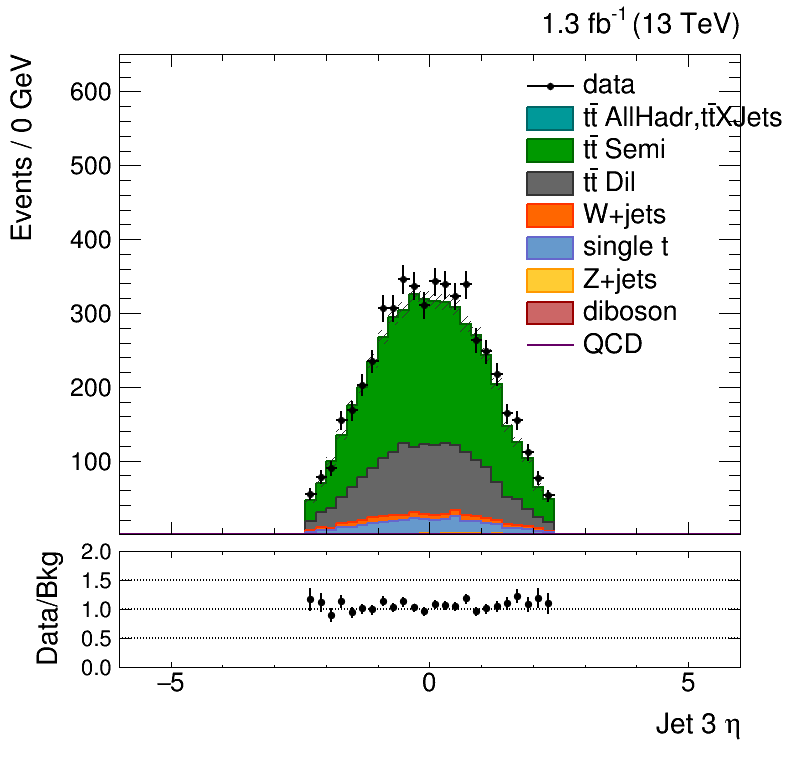 1.3 fb⁻¹ (13 TeV)
Events / 0 GeV
600
500
400
300
200
100
data
tt̄ AllHadr,tt̄XJets
tt̄ Semi
tt̄ Dil
W+jets
single t
Z+jets
diboson
QCD
Data/Bkg
2.0
1.5
1.0
0.5
0.0
−5 0 5
Jet 3 η